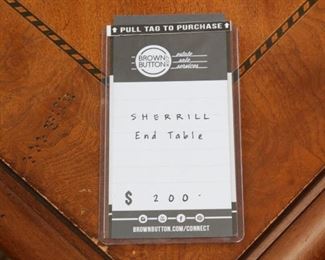 PULL TAG TO PURCHASE
BROWN
BUTTON
estate
sale
services
SHERRILL
End Table
$ 200-
BROWNBUTTON.COM/CONNECT